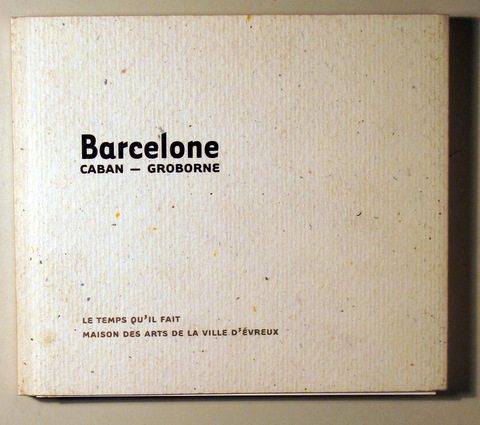 Barcelone
CABAN — GROBORNE
LE TEMPS QU'IL FAIT
MAISON DES ARTS DE LA VILLE D'ÉVREUX